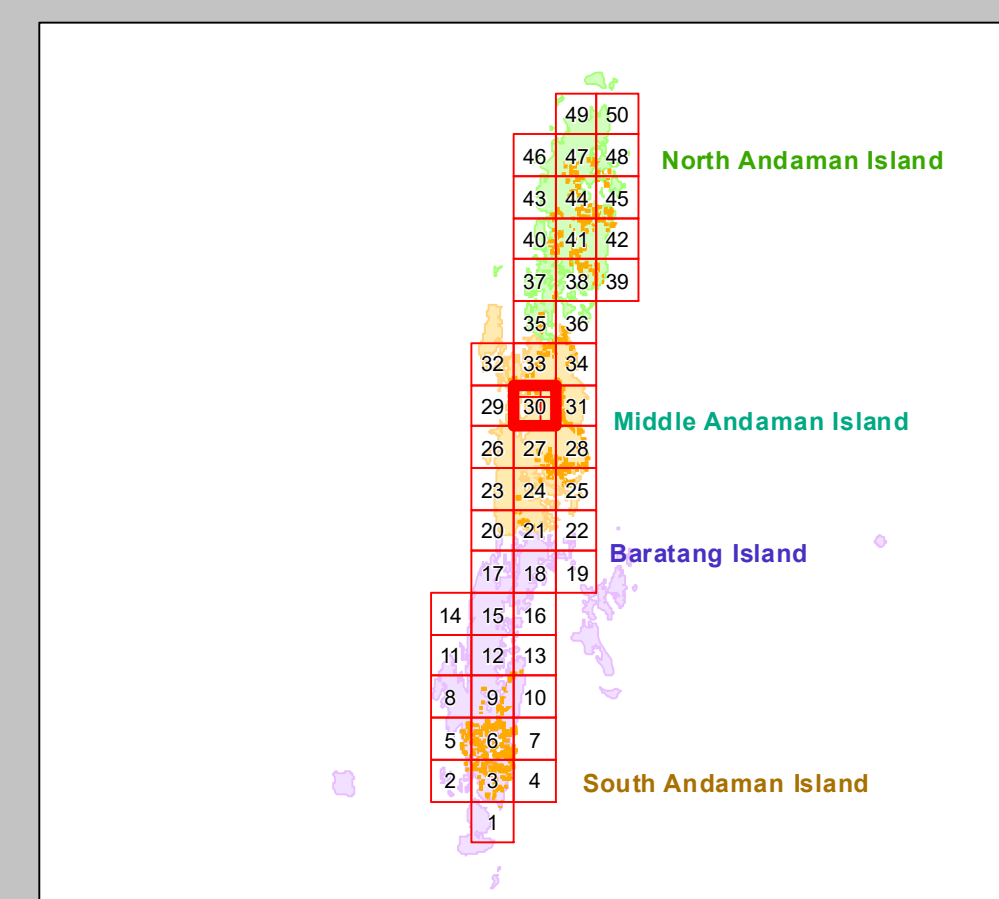 49 50
46 47 48
North Andaman Island
43 44 45
40 41 42
37 38 39
35 36
32 33 34
29 30 31
Middle Andaman Island
26 27 28
23 24 25
20 21 22
Baratang Island
17 18 19
14 15 16
11 12 13
8 9 10
5 6 7
2 3 4
South Andaman Island
1